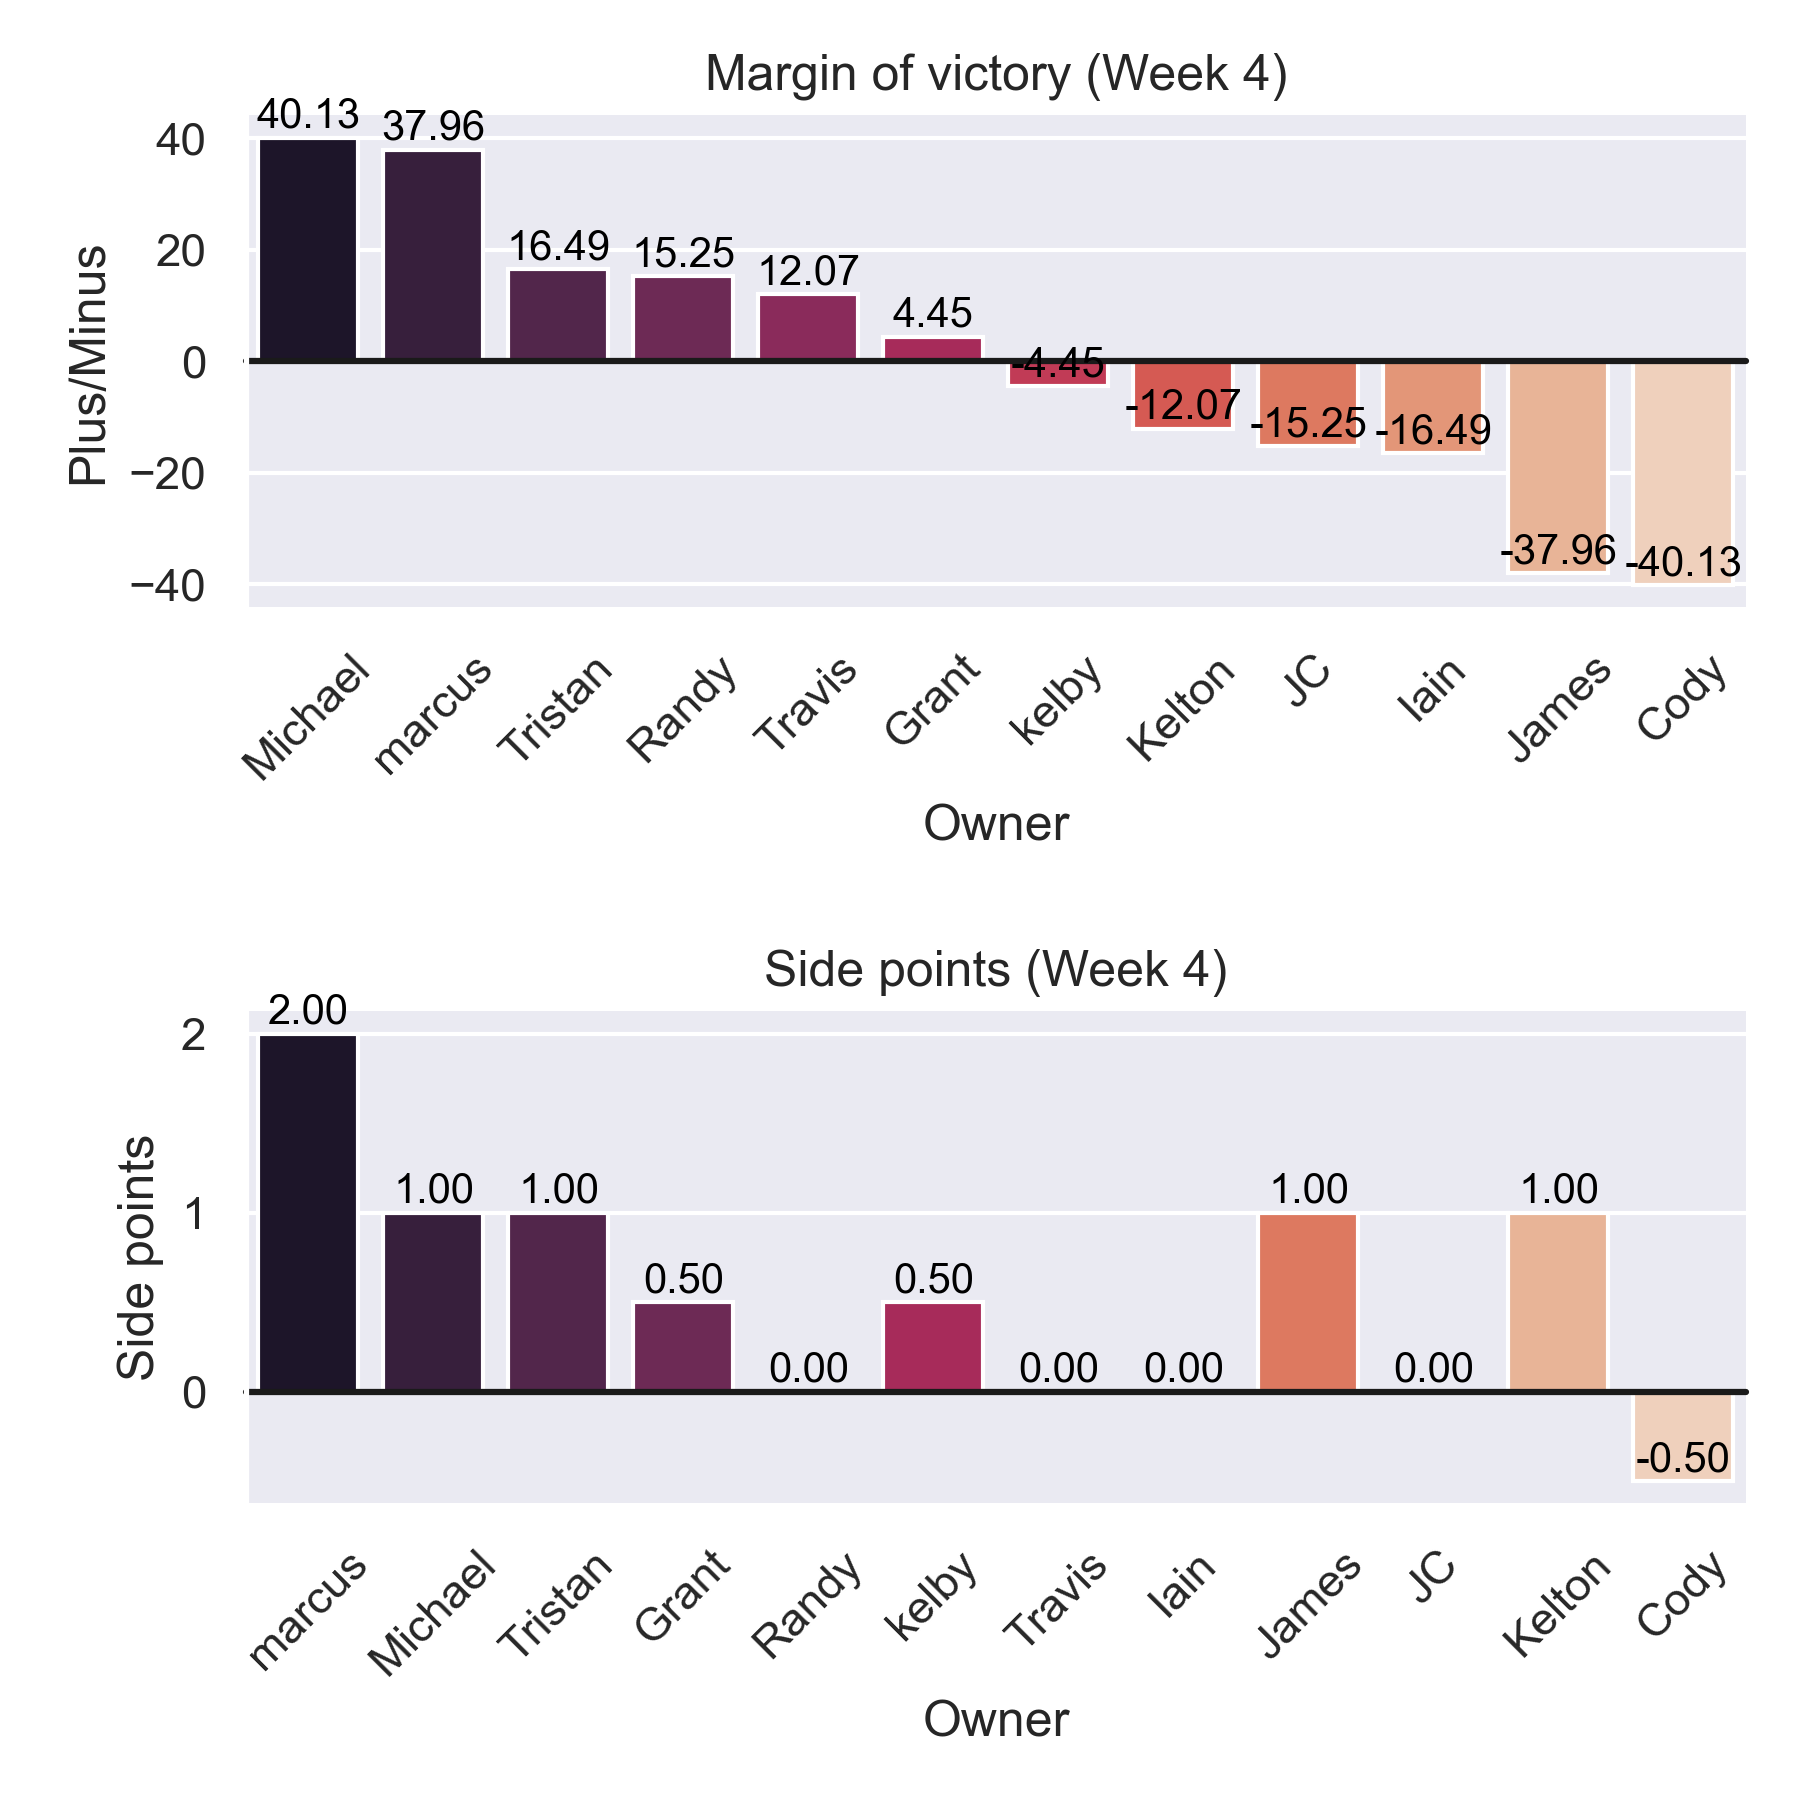 Margin of victory (Week 4)
40.13 37.96 16.49 15.25 12.07 4.45 -4.45 -12.07 -15.25 -16.49 -37.96 -40.13
40
20
0
−20
−40
Plus/Minus
Michael marcus Tristan Randy Travis Grant kelby Kelton JC Iain James Cody
Owner
Side points (Week 4)
2.00 1.00 1.00 0.50 0.00 0.50 0.00 0.00 1.00 0.00 1.00 -0.50
2
1
0
Side points
marcus Michael Tristan Grant Randy kelby Travis Iain James JC Kelton Cody
Owner